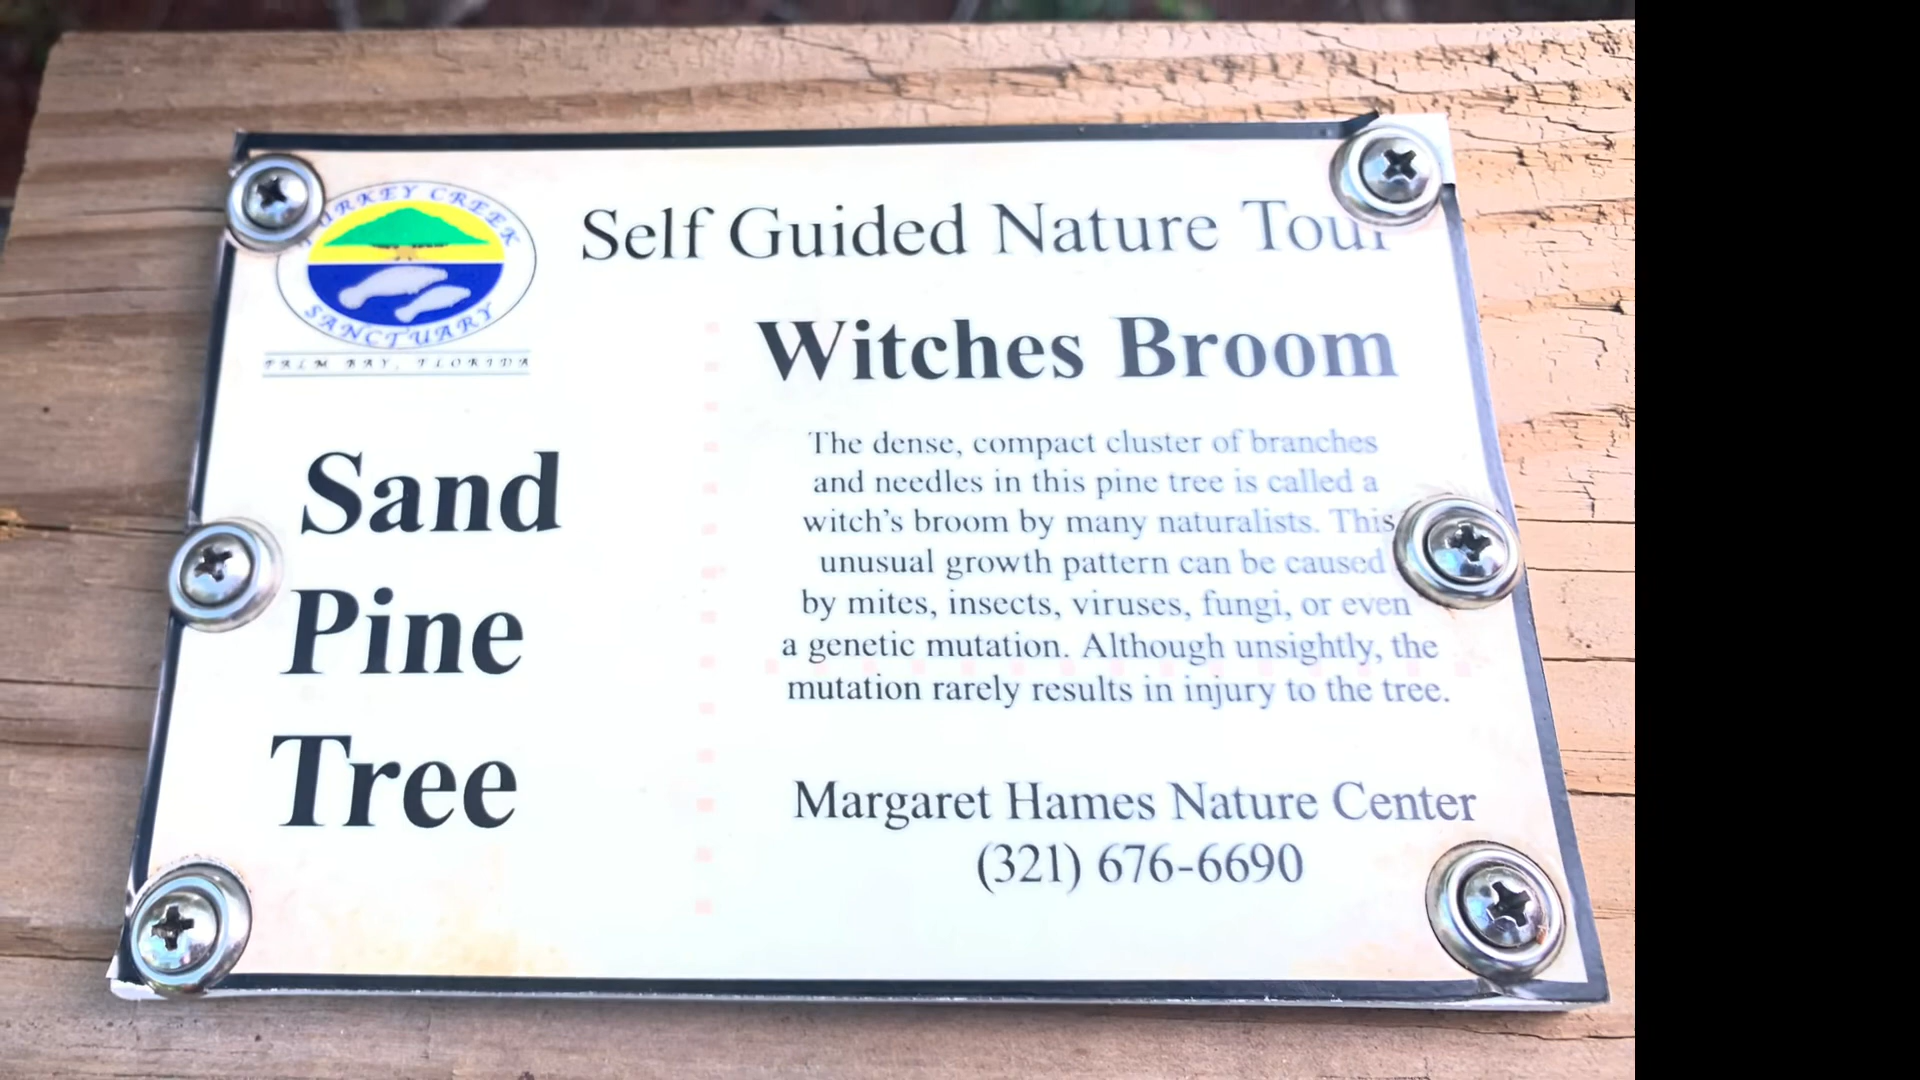 TURKEY CREEK
SANCTUARY
PALM BAY, FLORIDA
Self Guided Nature Tour
Witches Broom
Sand
Pine
Tree
The dense, compact cluster of branches
and needles in this pine tree is called a
witch's broom by many naturalists. This
unusual growth pattern can be caused
by mites, insects, viruses, fungi, or even
a genetic mutation. Although unsightly, the
mutation rarely results in injury to the tree.
Margaret Hames Nature Center
(321) 676-6690